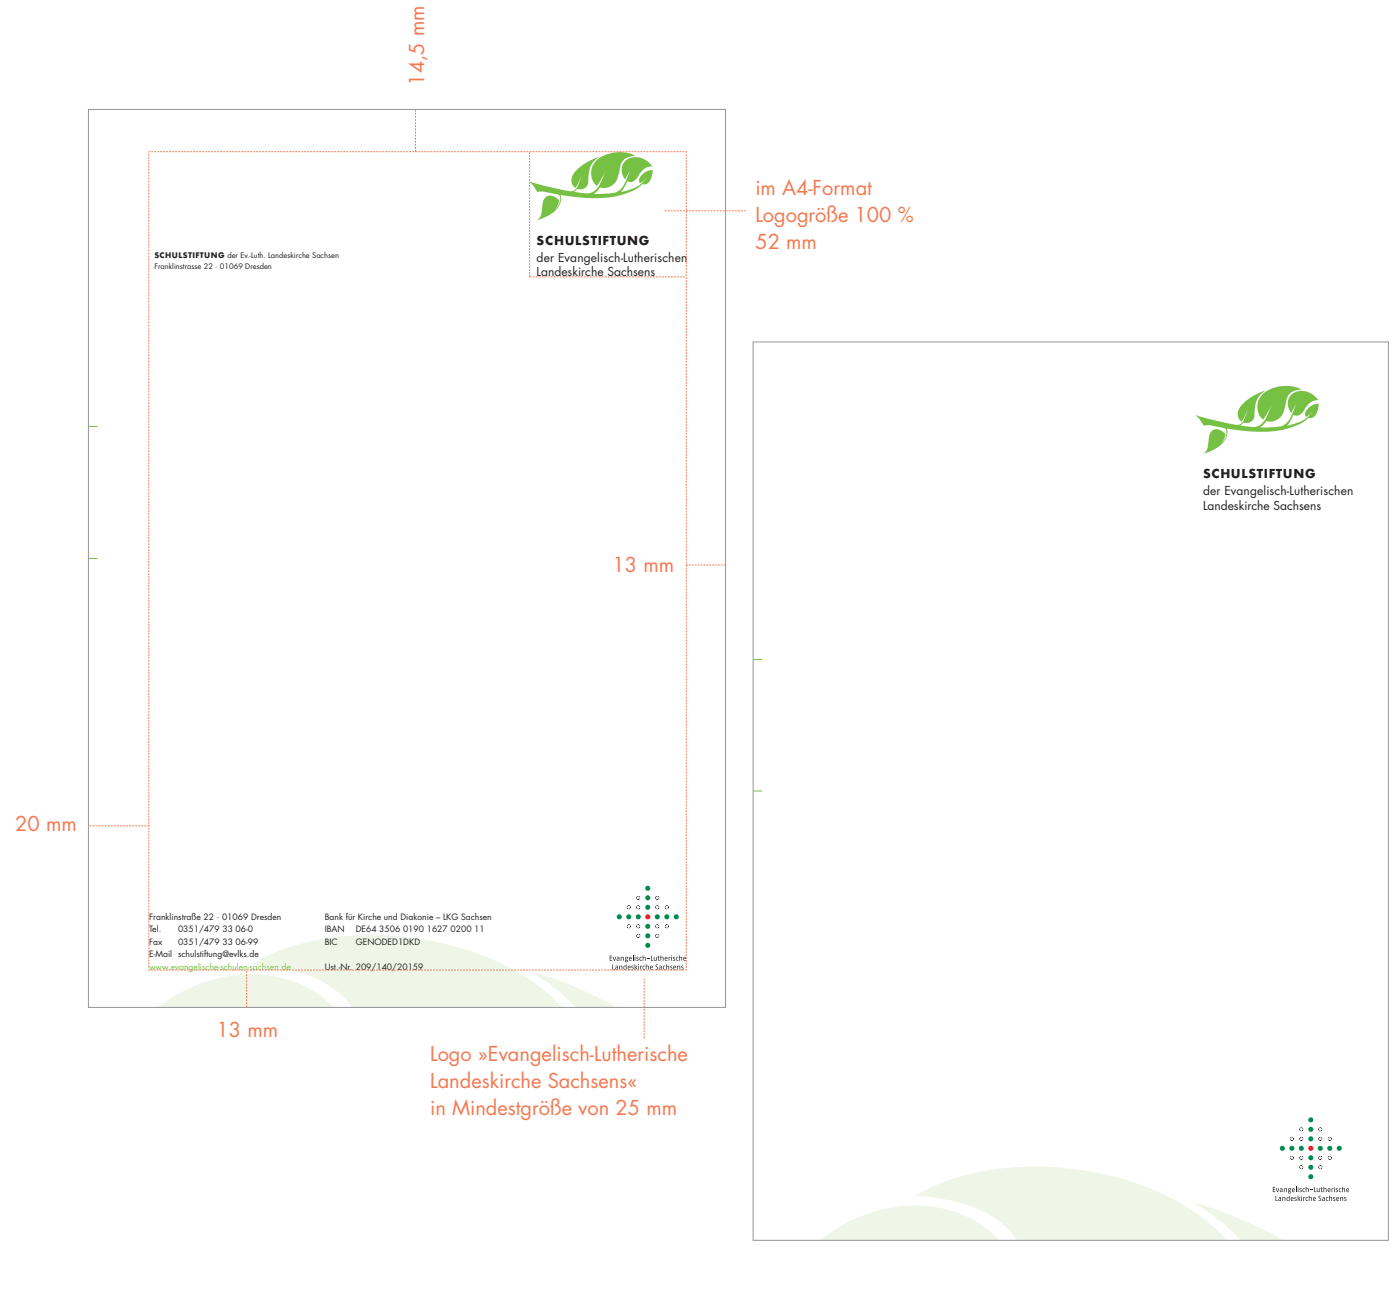 14,5 mm
im A4-Format
Logogröße 100 %
52 mm
SCHULSTIFTUNG
der Evangelisch-Lutherischen
Landeskirche Sachsens
SCHULSTIFTUNG der Ev.-Luth. Landeskirche Sachsen
Franklinstrasse 22 · 01069 Dresden
SCHULSTIFTUNG
der Evangelisch-Lutherischen
Landeskirche Sachsens
13 mm
20 mm
Franklinstraße 22 · 01069 Dresden
Tel. 0351/479 33 06-0
Fax 0351/479 33 06-99
E-Mail schulstiftung@evlks.de
www.evangelische-schulen-sachsen.de
Bank für Kirche und Diakonie – LKG Sachsen
IBAN DE64 3506 0190 1627 0200 11
BIC GENODED1DKD
Ust.-Nr. 209/140/20159
Evangelisch-Lutherische
Landeskirche Sachsens
13 mm
Logo »Evangelisch-Lutherische
Landeskirche Sachsens«
in Mindestgröße von 25 mm
Evangelisch-Lutherische
Landeskirche Sachsens